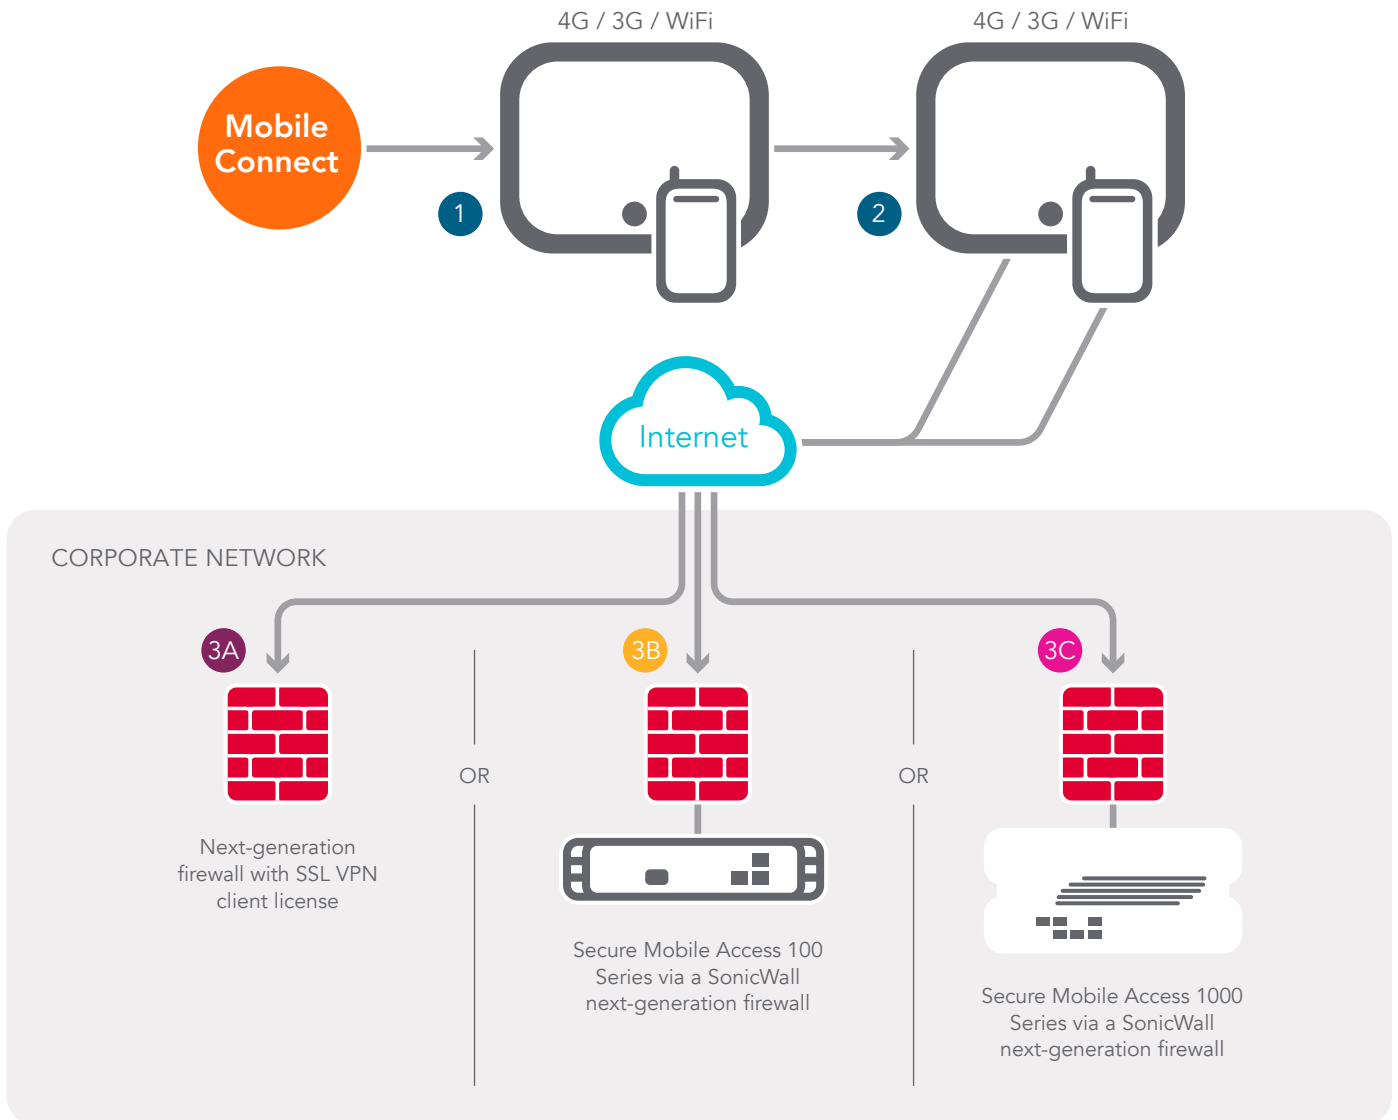 4G / 3G / WiFi
4G / 3G / WiFi
Mobile
Connect
1
2
Internet
CORPORATE NETWORK
3A
3B
3C
OR
OR
Next-generation
firewall with SSL VPN
client license
Secure Mobile Access 100
Series via a SonicWall
next-generation firewall
Secure Mobile Access 1000
Series via a SonicWall
next-generation firewall